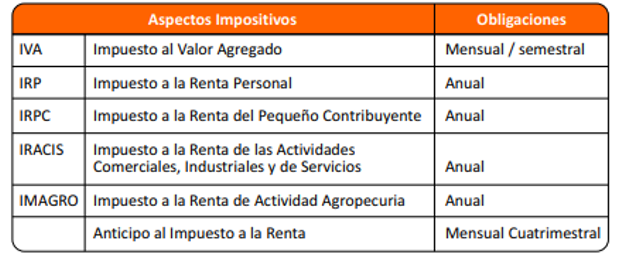 Aspectos Impositivos Obligaciones
IVA Impuesto al Valor Agregado Mensual / semestral
IRP Impuesto a la Renta Personal Anual
IRPC Impuesto a la Renta del Pequeño Contribuyente Anual
IRACIS Impuesto a la Renta de las Actividades
Comerciales, Industriales y de Servicios Anual
IMAGRO Impuesto a la Renta de Actividad Agropecuria Anual
Anticipo al Impuesto a la Renta Mensual Cuatrimestral